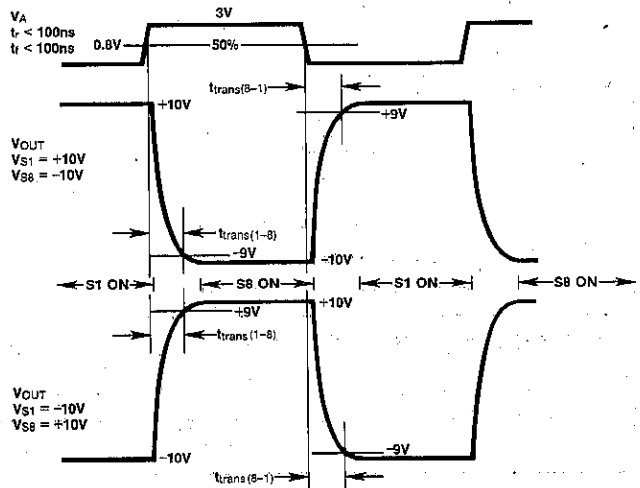 VA
tr < 100ns
tf < 100ns
3V
0.8V
50%
ttrans(8–1)
+10V
+9V
VOUT
VS1 = +10V
VS8 = –10V
ttrans(1–8)
–9V
–10V
S1 ON
S8 ON
S1 ON
S8 ON
+9V
+10V
ttrans(1–8)
VOUT
VS1 = –10V
VS8 = +10V
–10V
–9V
ttrans(8–1)